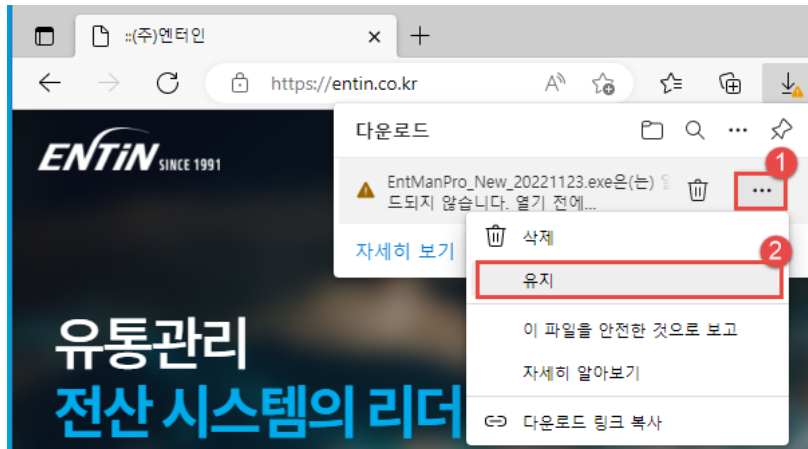 ::(주)엔터인
https://entin.co.kr
다운로드
ENTiN SINCE 1991
1
EntManPro_New_20221123.exe은(는)
드되지 않습니다. 열기 전에...
자세히 보기
삭제
2
유지
이 파일을 안전한 것으로 보고
자세히 알아보기
다운로드 링크 복사
유통관리
전산 시스템의 리더